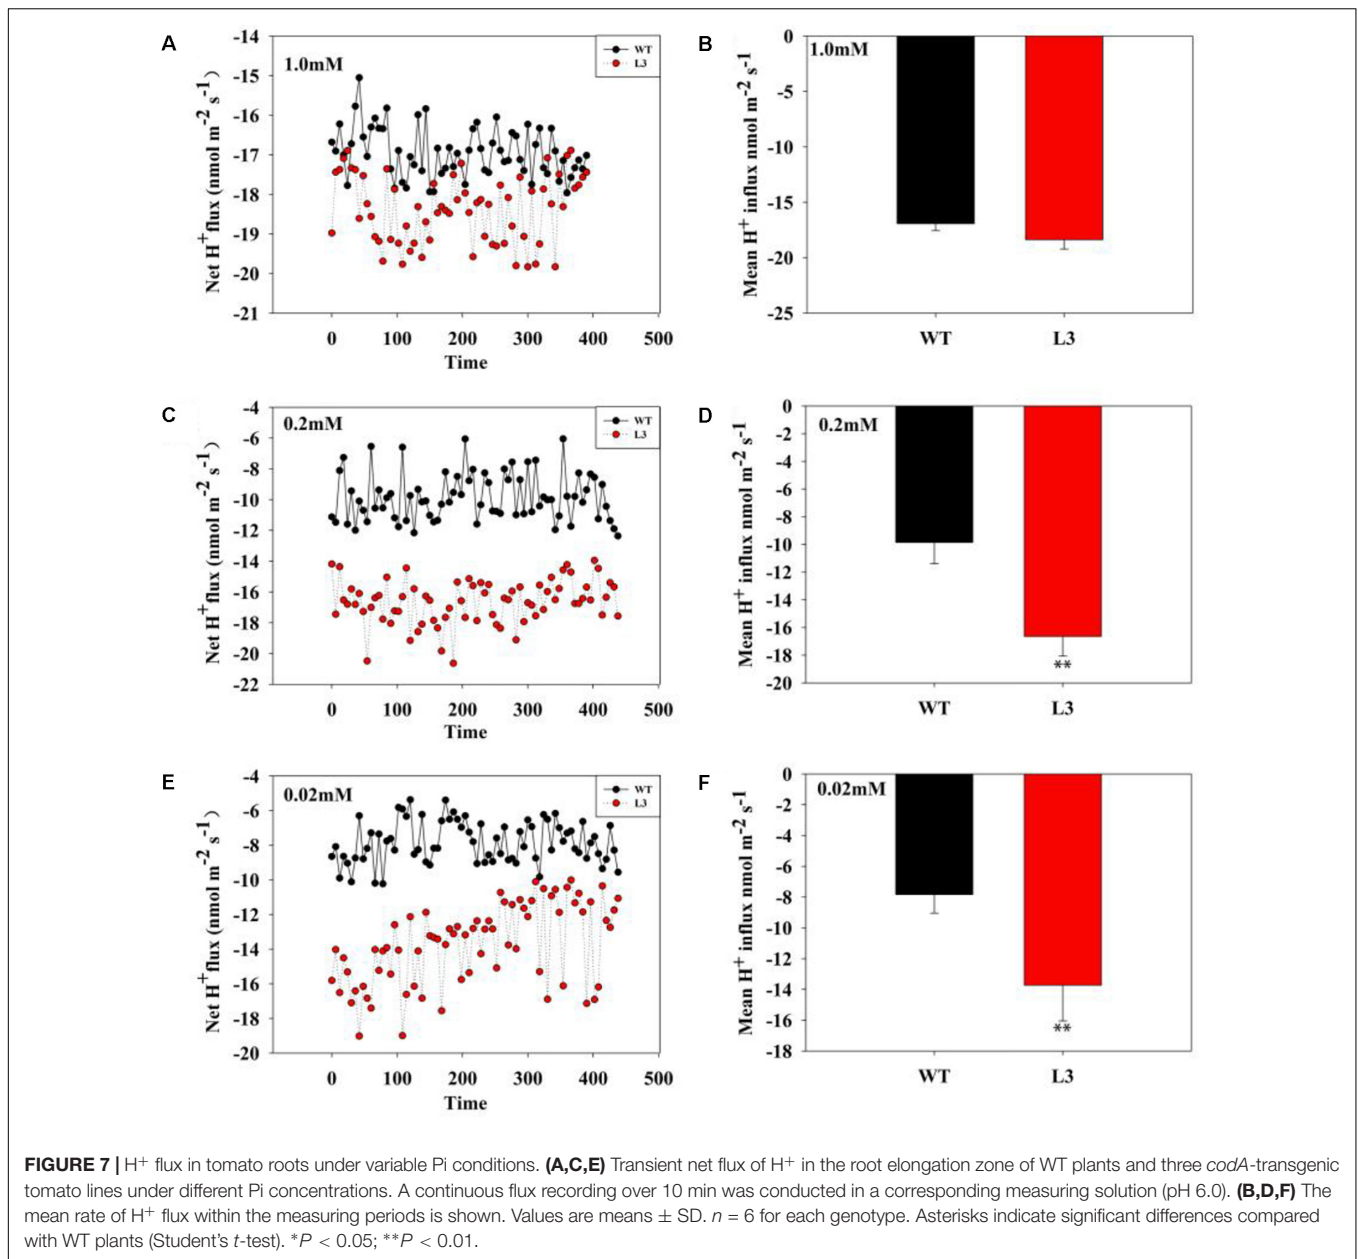 A
Net H+ flux (nmol m-2 s-1)
-14
-15
-16
-17
-18
-19
-20
-21
1.0mM
WT
L3
0 100 200 300 400 500
Time
B
Mean H+ influx nmol m-2 s-1
0
-5
-10
-15
-20
-25
1.0mM
WT L3
C
Net H+ flux (nmol m-2 s-1)
-4
-6
-8
-10
-12
-14
-16
-18
-20
-22
0.2mM
WT
L3
0 100 200 300 400 500
Time
D
Mean H+ influx nmol m-2 s-1
0
-2
-4
-6
-8
-10
-12
-14
-16
-18
-20
0.2mM
**
WT L3
E
Net H+ flux (nmol m-2 s-1)
-4
-6
-8
-10
-12
-14
-16
-18
-20
0.02mM
WT
L3
0 100 200 300 400 500
Time
F
Mean H+ influx nmol m-2 s-1
0
-2
-4
-6
-8
-10
-12
-14
-16
-18
0.02mM
**
WT L3
FIGURE 7 | H+ flux in tomato roots under variable Pi conditions. (A,C,E) Transient net flux of H+ in the root elongation zone of WT plants and three codA-transgenic
tomato lines under different Pi concentrations. A continuous flux recording over 10 min was conducted in a corresponding measuring solution (pH 6.0). (B,D,F) The
mean rate of H+ flux within the measuring periods is shown. Values are means ± SD. n = 6 for each genotype. Asterisks indicate significant differences compared
with WT plants (Student's t-test). *P < 0.05; **P < 0.01.